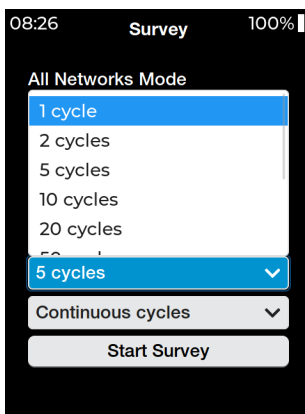 08:26 Survey 100%
All Networks Mode
1 cycle
2 cycles
5 cycles
10 cycles
20 cycles
5 cycles
Continuous cycles
Start Survey